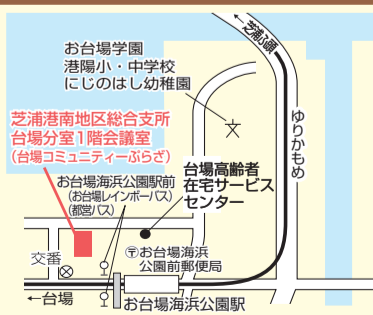 ←芝浦ふ頭
お台場学園
港陽小・中学校
にじのはし幼稚園
文
ゆりかもめ
芝浦港南地区総合支所
台場分室1階会議室
(台場コミュニティーぷらざ)
お台場海浜公園駅前
(お台場レインボーバス)
(都営バス)
台場高齢者
在宅サービス
センター
交番
〒お台場海浜
公園前郵便局
←台場
お台場海浜公園駅